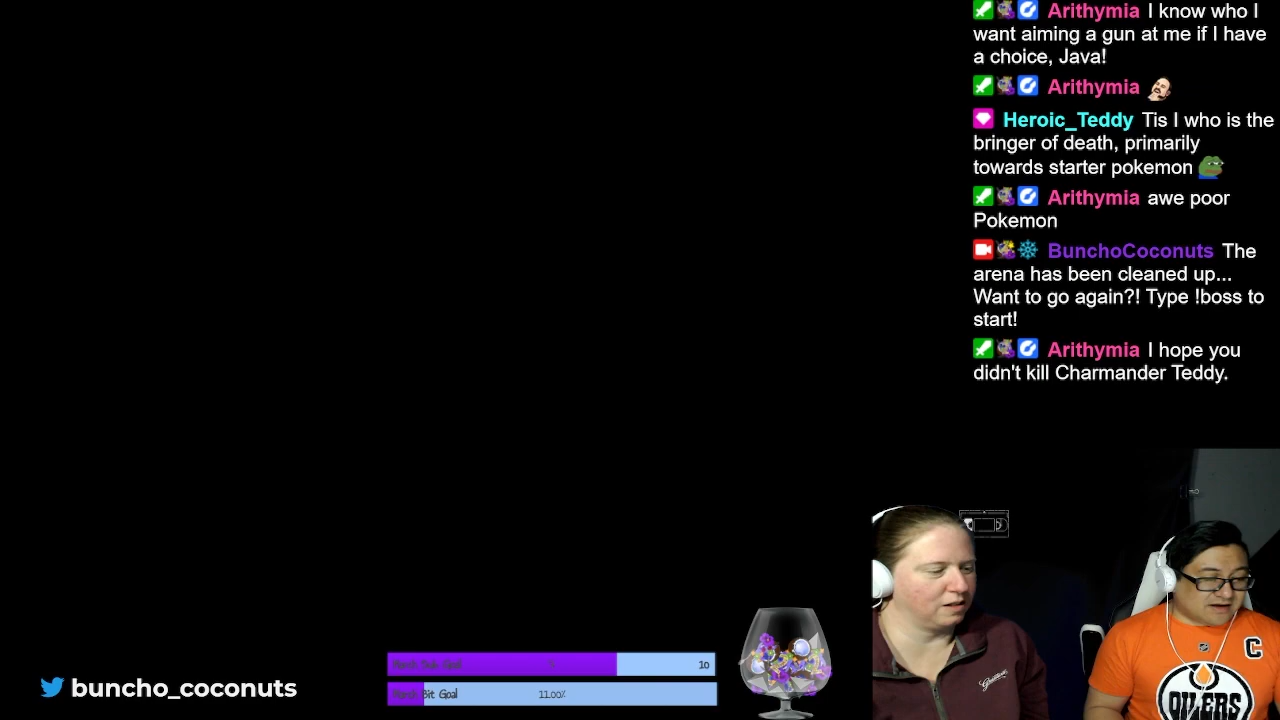 Arithymia I know who I
want aiming a gun at me if I have
a choice, Java!
Arithymia
Heroic_Teddy Tis I who is the
bringer of death, primarily
towards starter pokemon
Arithymia awe poor
Pokemon
BunchoCoconuts The
arena has been cleaned up...
Want to go again?! Type !boss to
start!
Arithymia I hope you
didn't kill Charmander Teddy.
buncho_coconuts
10
Bit Goal
11.00%
C
OILERS